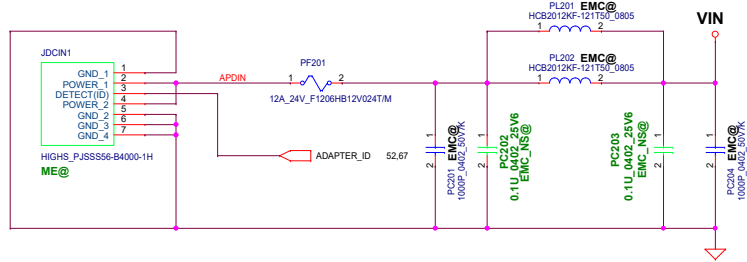 PL201 EMC@
HCB2012KF-121T50_0805
1 2
VIN
JDCIN1
GND_1 1
POWER_1 2
DETECT(ID) 3
POWER_2 4
GND_2 5
GND_3 6
GND_4 7
HIGHS_PJSSS56-B4000-1H
ME@
APDIN
PF201
1 2
12A_24V_F1206HB12V024T/M
PL202 EMC@
HCB2012KF-121T50_0805
1 2
ADAPTER_ID 52,67
1
2
PC201 EMC@
1000P_0402_50V7K
1
2
PC202
0.1U_0402_25V6
EMC_NS@
1
2
PC203
0.1U_0402_25V6
EMC_NS@
1
2
PC204 EMC@
1000P_0402_50V7K